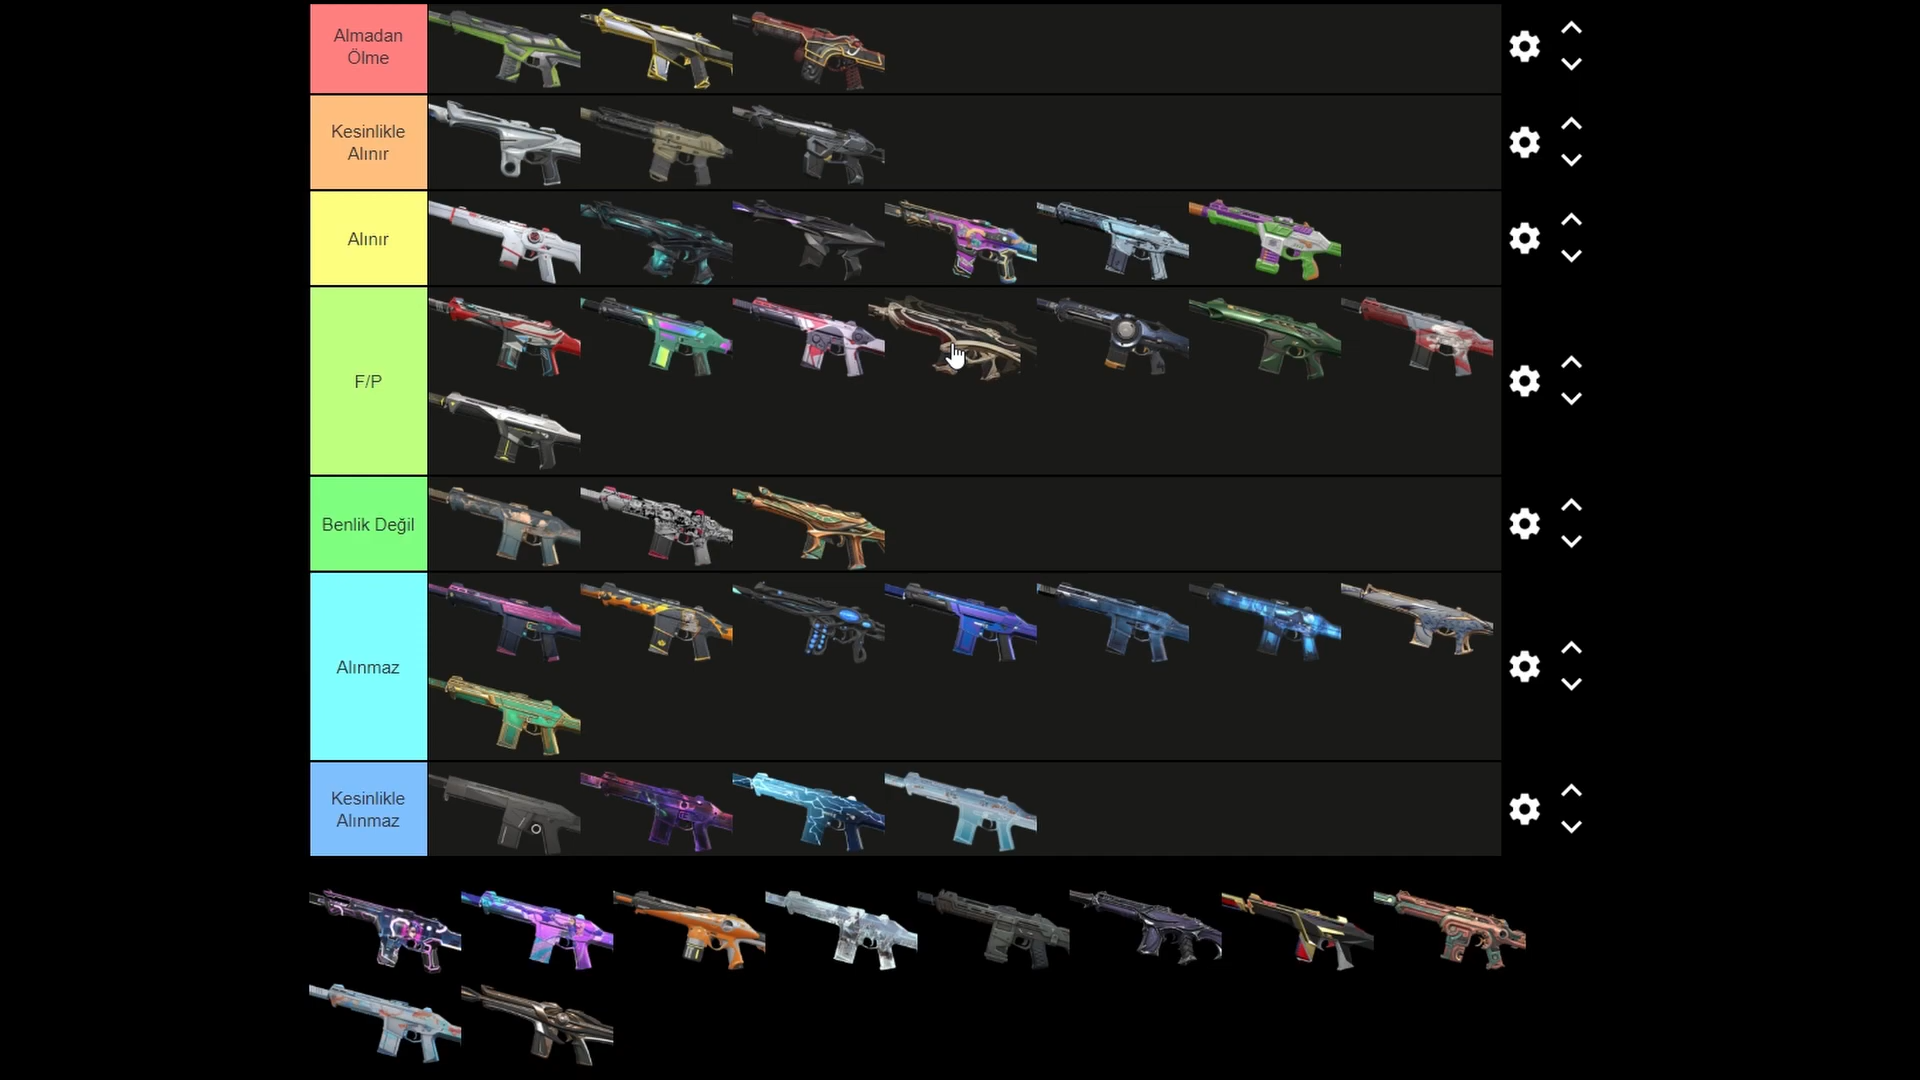 Almadan
Ölme
Kesinlikle
Alınır
Alınır
F/P
Benlik Değil
Alınmaz
Kesinlikle
Alınmaz